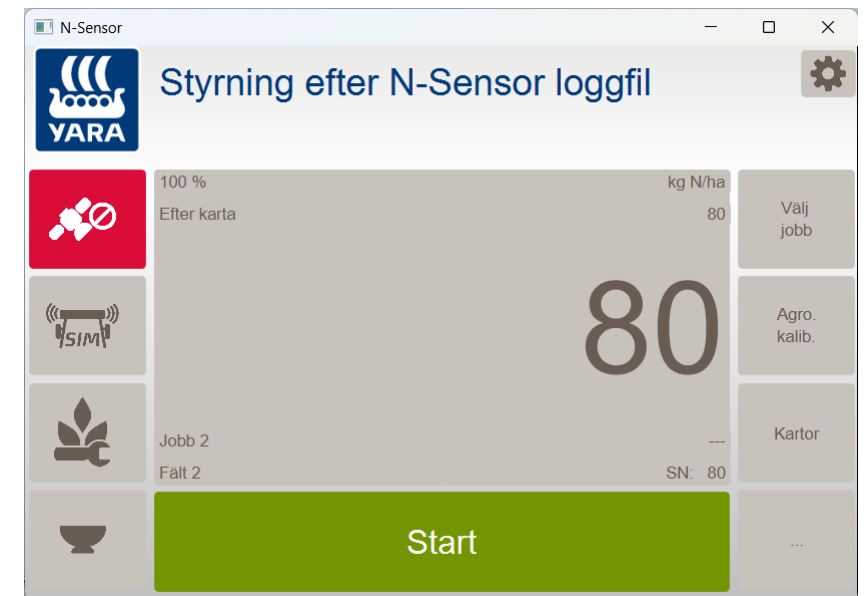 N-Sensor
YARA
Styrning efter N-Sensor loggfil
100 %
kg N/ha
Efter karta
80
80
Jobb 2
---
Fält 2
SN: 80
Start
SIM
Välj
jobb
Agro.
kalib.
Kartor
...